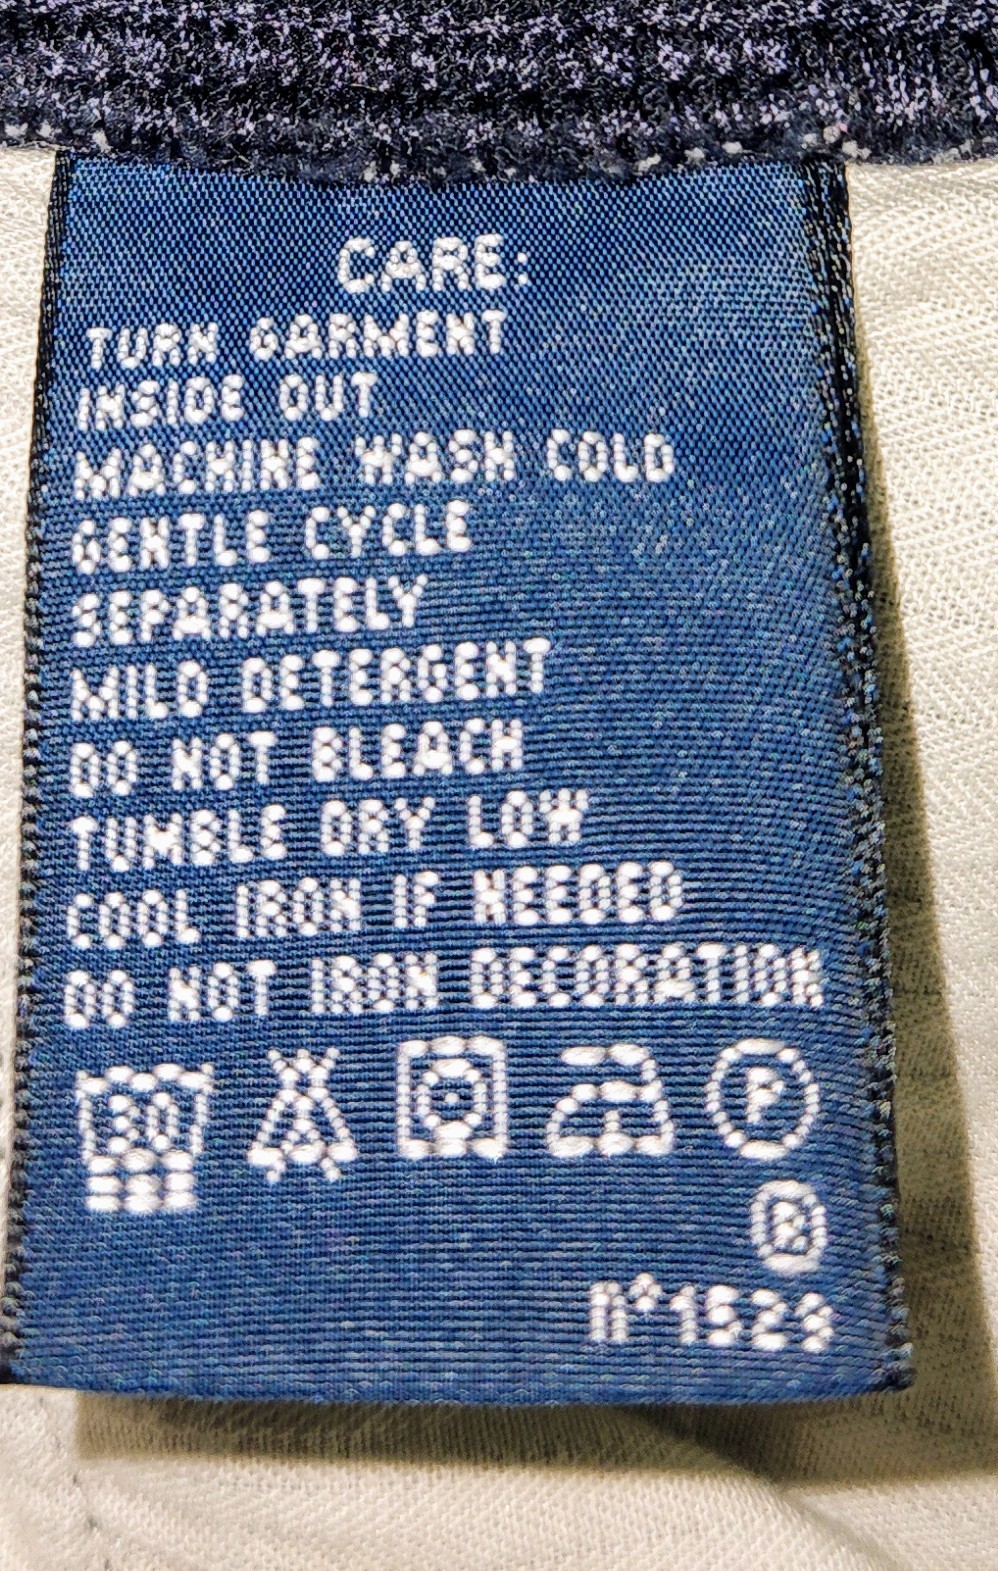 CARE:
TURN GARMENT
INSIDE OUT
MACHINE WASH COLD
GENTLE CYCLE
SEPARATELY
MILD DETERGENT
DO NOT BLEACH
TUMBLE DRY LOW
COOL IRON IF NEEDED
DO NOT IRON DECORATION
30 P
®